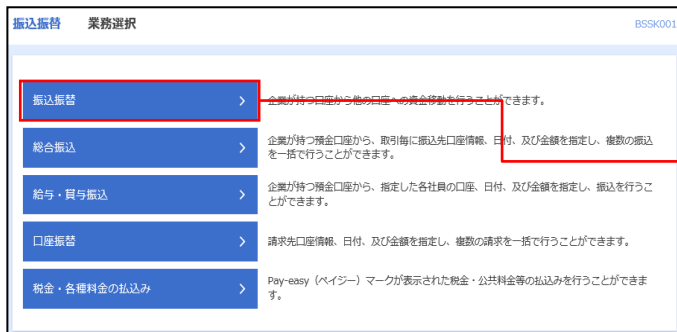 振込振替 業務選択 BSSK001
振込振替 企業が持つ口座から他の口座への資金移動を行うことができます。
総合振込 企業が持つ預金口座から、取引毎に振込先口座情報、日付、及び金額を指定し、複数の振込
を一括で行うことができます。
給与・賞与振込 企業が持つ預金口座から、指定した各社員の口座、日付、及び金額を指定し、振込を行うこ
とができます。
口座振替 請求先口座情報、日付、及び金額を指定し、複数の請求を一括で行うことができます。
税金・各種料金の払込み Pay-easy（ペイジー）マークが表示された税金・公共料金等の払込みを行うことができま
す。